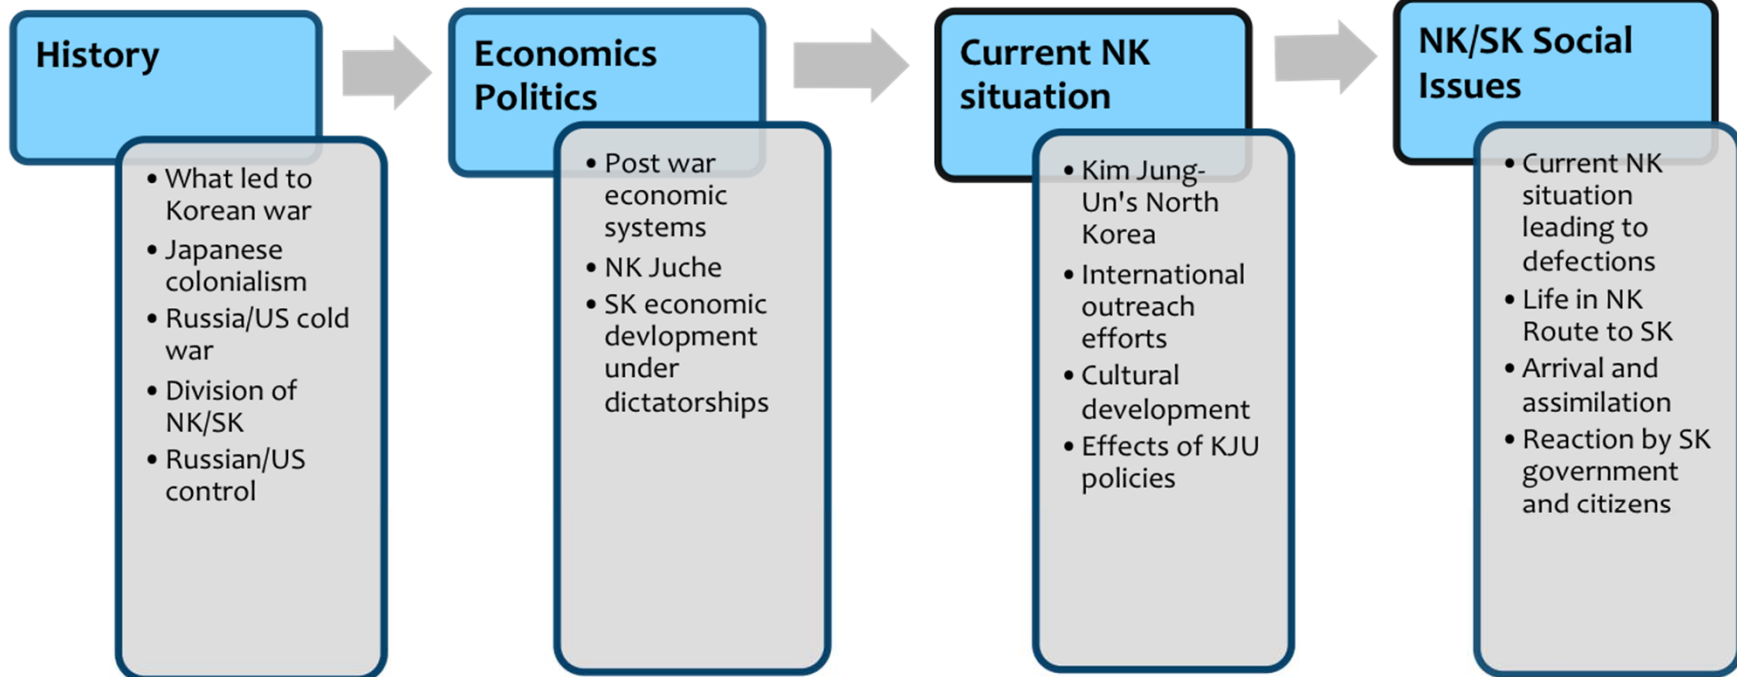 History
• What led to
Korean war
• Japanese
colonialism
• Russia/US cold
war
• Division of
NK/SK
• Russian/US
control
Economics
Politics
• Post war
economic
systems
• NK Juche
• SK economic
devlopment
under
dictatorships
Current NK
situation
• Kim Jung-
Un's North
Korea
• International
outreach
efforts
• Cultural
development
• Effects of KJU
policies
NK/SK Social
Issues
• Current NK
situation
leading to
defections
• Life in NK
Route to SK
• Arrival and
assimilation
• Reaction by SK
government
and citizens